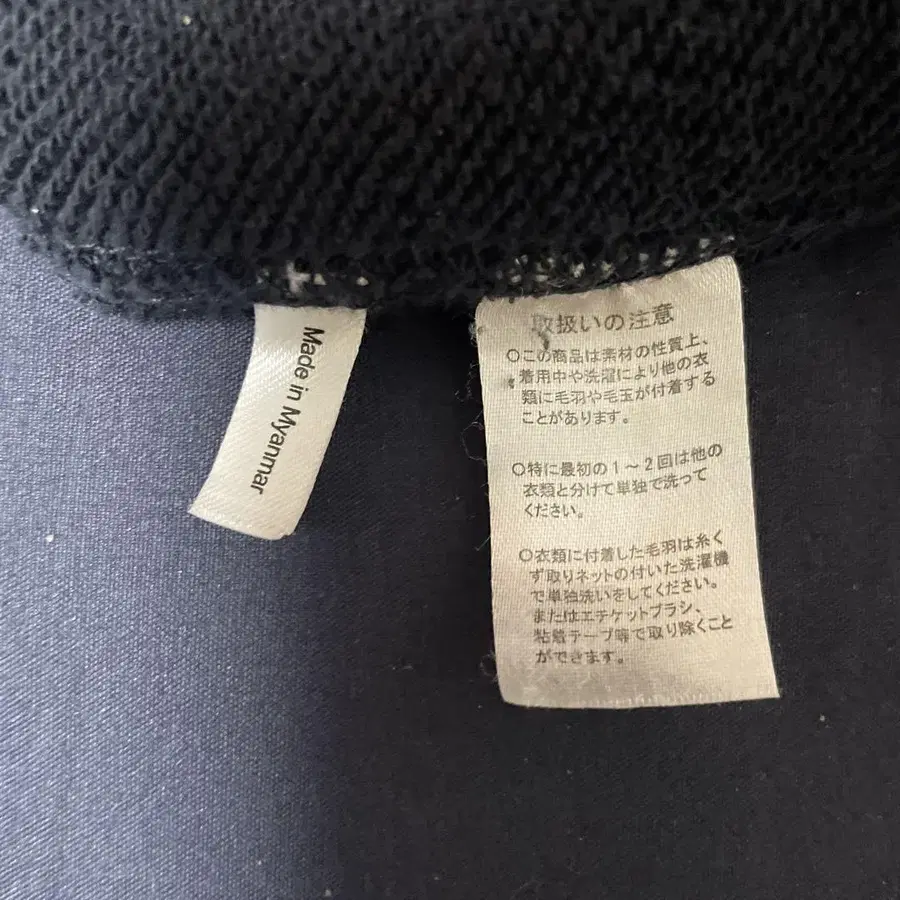 Made in Myanmar
取扱いの注意
○この商品は素材の性質上、
着用中や洗濯により他の衣
類に毛羽や毛玉が付着する
ことがあります。
○特に最初の1～2回は他の
衣類と分けて単独で洗って
ください。
○衣類に付着した毛羽は糸く
ず取りネットの付いた洗濯機
で単独洗いをしてください。
またはエチケットブラシ、
粘着テープ等で取り除くこと
ができます。